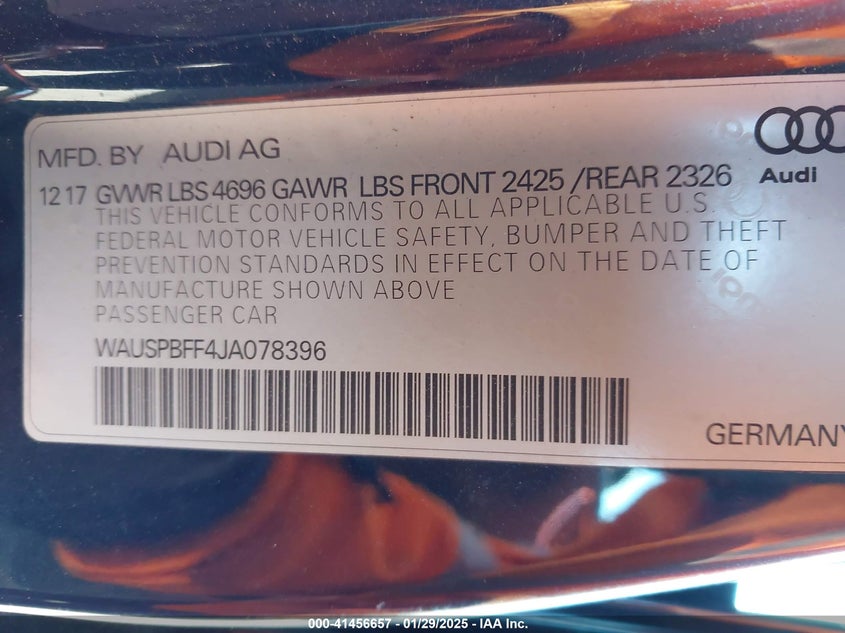 MFD. BY AUDI AG
12 17 GVWR LBS 4696 GAWR LBS FRONT 2425 /REAR 2326
Audi
THIS VEHICLE CONFORMS TO ALL APPLICABLE U.S.
FEDERAL MOTOR VEHICLE SAFETY, BUMPER AND THEFT
PREVENTION STANDARDS IN EFFECT ON THE DATE OF
MANUFACTURE SHOWN ABOVE
PASSENGER CAR
WAUSPBFF4JA078396
GERMANY
000-41456657 - 01/29/2025 - IAA Inc.